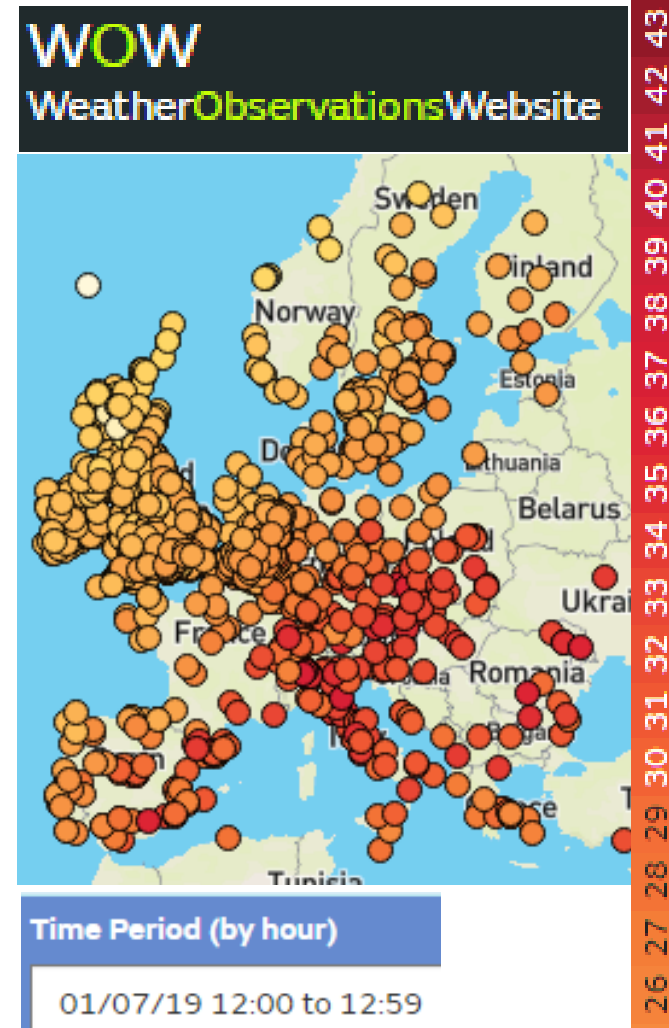 WOW
WeatherObservationsWebsite
Sweden
Finland
Norway
Estonia
thuania
Belarus
Ukrai
France
Romania
Tunisia
43
42
41
40
39
38
37
36
35
34
33
32
31
30
29
28
27
26
Time Period (by hour)
01/07/19 12:00 to 12:59